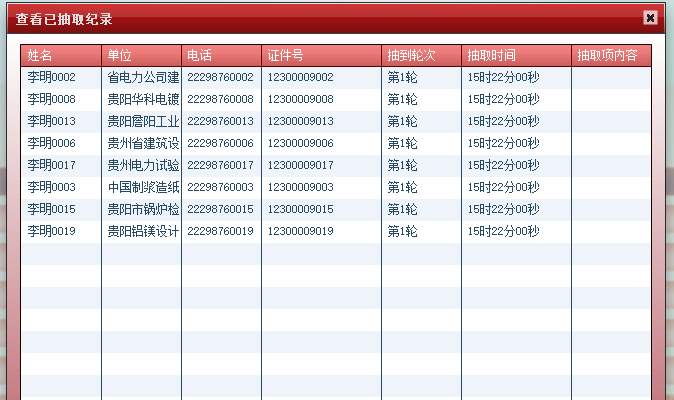 查看已抽取纪录
姓名 单位 电话 证件号 抽到轮次 抽取时间 抽取项内容
李明0002 省电力公司建 22298760002 12300009002 第1轮 15时22分00秒
李明0008 贵阳华科电镀 22298760008 12300009008 第1轮 15时22分00秒
李明0013 贵阳詹阳工业 22298760013 12300009013 第1轮 15时22分00秒
李明0006 贵州省建筑设 22298760006 12300009006 第1轮 15时22分00秒
李明0017 贵州电力试验 22298760017 12300009017 第1轮 15时22分00秒
李明0003 中国制浆造纸 22298760003 12300009003 第1轮 15时22分00秒
李明0015 贵阳市锅炉检 22298760015 12300009015 第1轮 15时22分00秒
李明0019 贵阳铝镁设计 22298760019 12300009019 第1轮 15时22分00秒